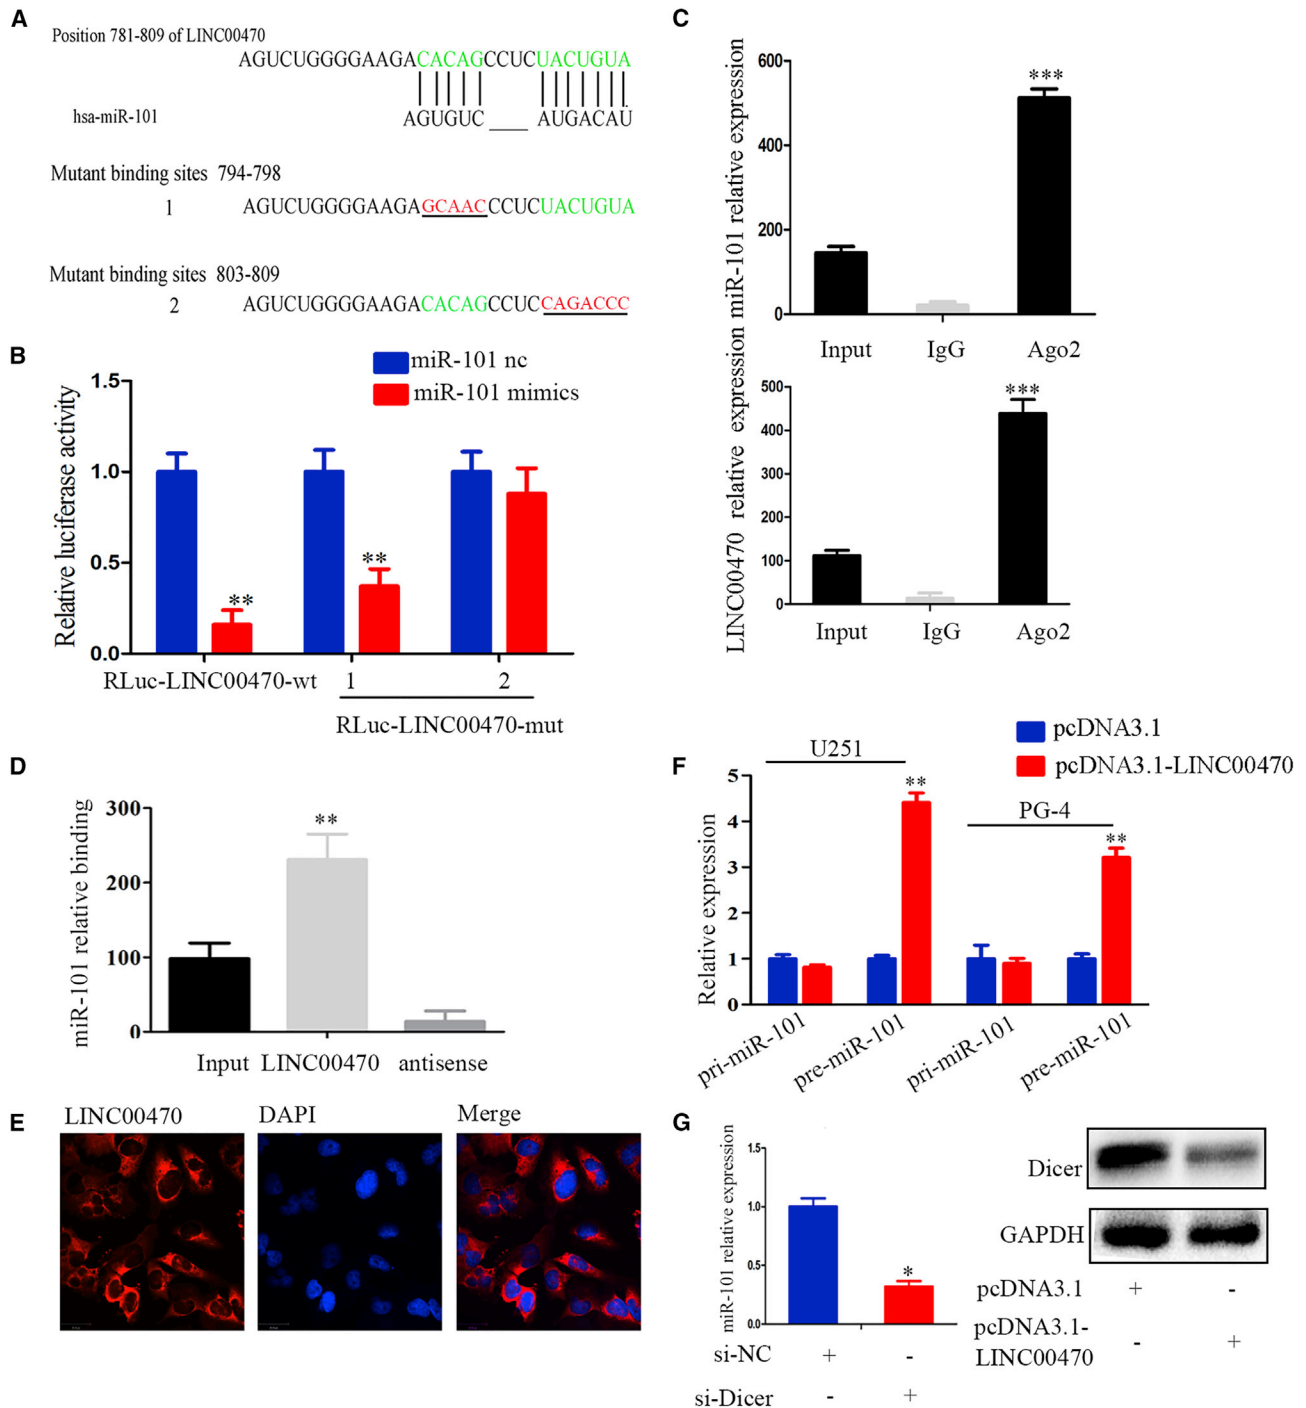 A
Position 781-809 of LINC00470
AGUCUGGGGAAGACACAGCCUCUACUGUA
hsa-miR-101
AGUGUC ___ AUGACAU
Mutant binding sites 794-798
1 AGUCUGGGGAAGAGCAACCCUCUACUGUA
Mutant binding sites 803-809
2 AGUCUGGGGAAGACACAGCCUCCAGACCC
B
miR-101 nc
miR-101 mimics
Relative luciferase activity
1.5
1.0
0.5
0.0
**
**
RLuc-LINC00470-wt 1 2
RLuc-LINC00470-mut
C
miR-101 relative expression
600
400
200
0
***
Input IgG Ago2
LINC00470 relative expression
500
400
300
200
100
0
***
Input IgG Ago2
D
miR-101 relative binding
300
200
100
0
**
Input LINC00470 antisense
E
LINC00470 DAPI Merge
F
pcDNA3.1
pcDNA3.1-LINC00470
U251
PG-4
Relative expression
5
4
3
2
1
0
**
**
pri-miR-101 pre-miR-101 pri-miR-101 pre-miR-101
G
miR-101 relative expression
1.5
1.0
0.5
0.0
*
si-NC + -
si-Dicer - +
Dicer
GAPDH
pcDNA3.1 + -
pcDNA3.1-
LINC00470 - +